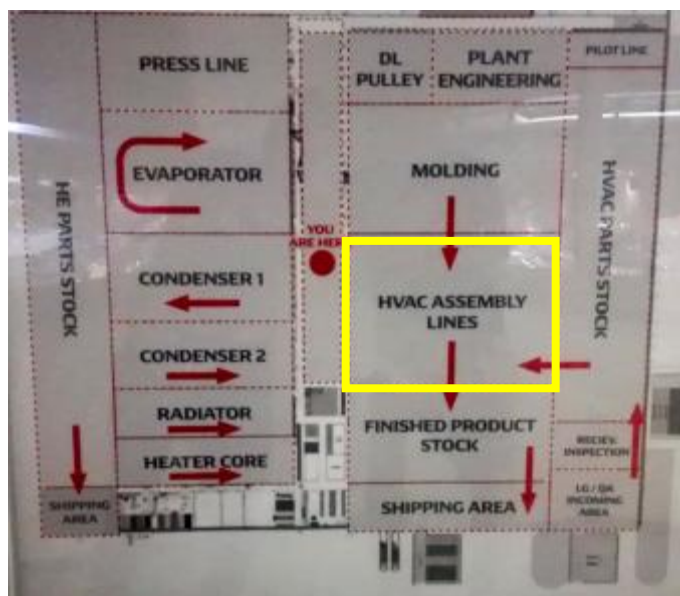 PRESS LINE
DL
PULLEY
PLANT
ENGINEERING
PILOT LINE
EVAPORATOR
MOLDING
HE PARTS STOCK
HVAC PARTS STOCK
YOU
ARE HERE
CONDENSER 1
HVAC ASSEMBLY
LINES
CONDENSER 2
RADIATOR
FINISHED PRODUCT
STOCK
HEATER CORE
RECIEV.
INSPECTION
SHIPPING
AREA
SHIPPING AREA
LG / QA
INCOMING
AREA